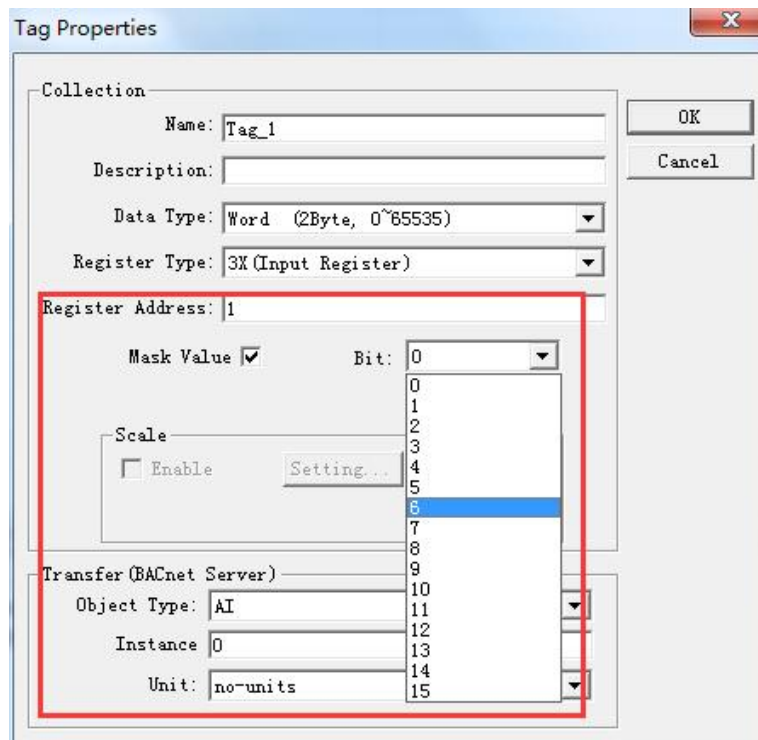 Tag Properties
Collection
Name: Tag_1
OK
Description:
Cancel
Data Type: Word (2Byte, 0~65535)
Register Type: 3X(Input Register)
Register Address: 1
Mask Value Bit: 0
0
1
2
3
4
5
6
7
8
9
10
11
12
13
14
15
Scale
Enable Setting...
Transfer(BACnet Server)
Object Type: AI
Instance 0
Unit: no-units